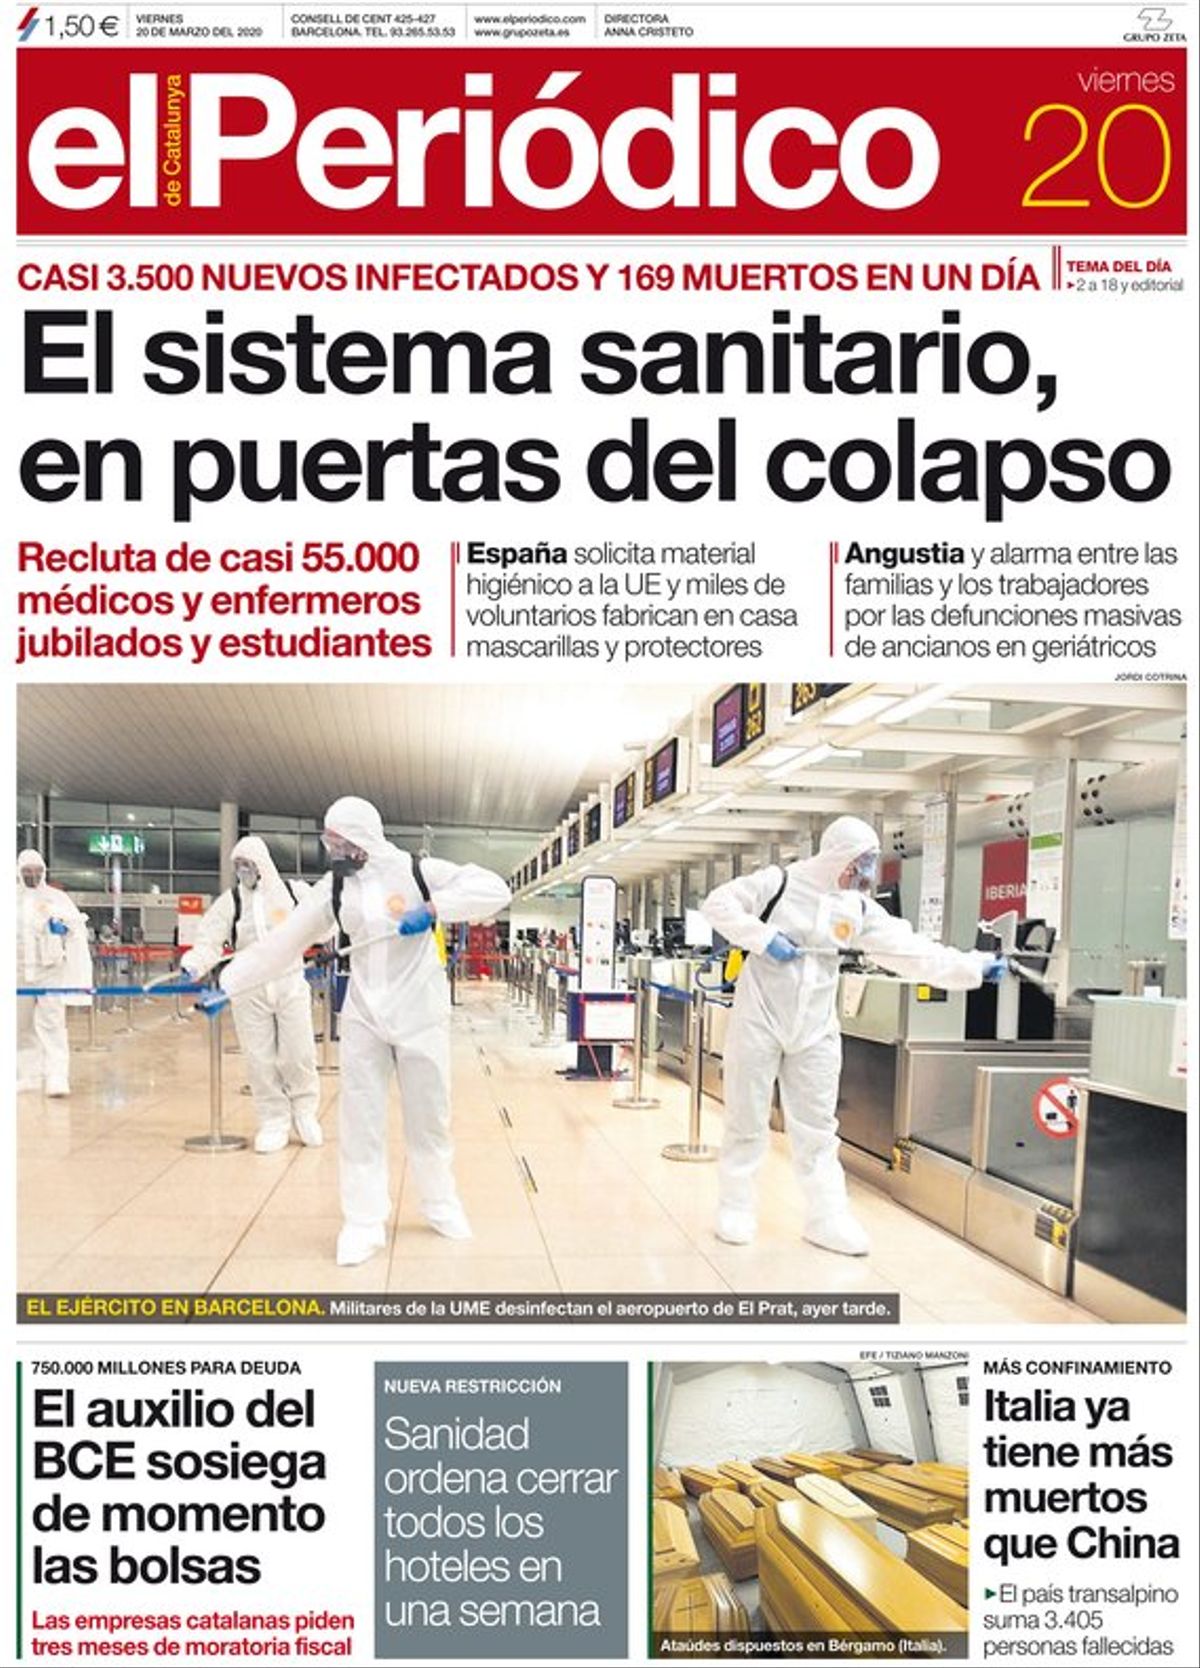 1,50 €
VIERNES
20 DE MARZO DEL 2020
CONSELL DE CENT 425-427
BARCELONA. TEL. 93.265.53.53
www.elperiodico.com
www.grupozeta.es
DIRECTORA
ANNA CRISTETO
GRUPO ZETA
el Periódico
de Catalunya
viernes
20
CASI 3.500 NUEVOS INFECTADOS Y 169 MUERTOS EN UN DÍA
TEMA DEL DÍA
►2 a 18 y editorial
El sistema sanitario,
en puertas del colapso
Recluta de casi 55.000
médicos y enfermeros
jubilados y estudiantes
España solicita material
higiénico a la UE y miles de
voluntarios fabrican en casa
mascarillas y protectores
Angustia y alarma entre las
familias y los trabajadores
por las defunciones masivas
de ancianos en geriátricos
JORDI COTRINA
263
262
IBERIA
EL EJÉRCITO EN BARCELONA. Militares de la UME desinfectan el aeropuerto de El Prat, ayer tarde.
750.000 MILLONES PARA DEUDA
El auxilio del
BCE sosiega
de momento
las bolsas
Las empresas catalanas piden
tres meses de moratoria fiscal
NUEVA RESTRICCIÓN
Sanidad
ordena cerrar
todos los
hoteles en
una semana
EFE / TIZIANO MANZONI
Ataúdes dispuestos en Bérgamo (Italia).
MÁS CONFINAMIENTO
Italia ya
tiene más
muertos
que China
►El país transalpino
suma 3.405
personas fallecidas